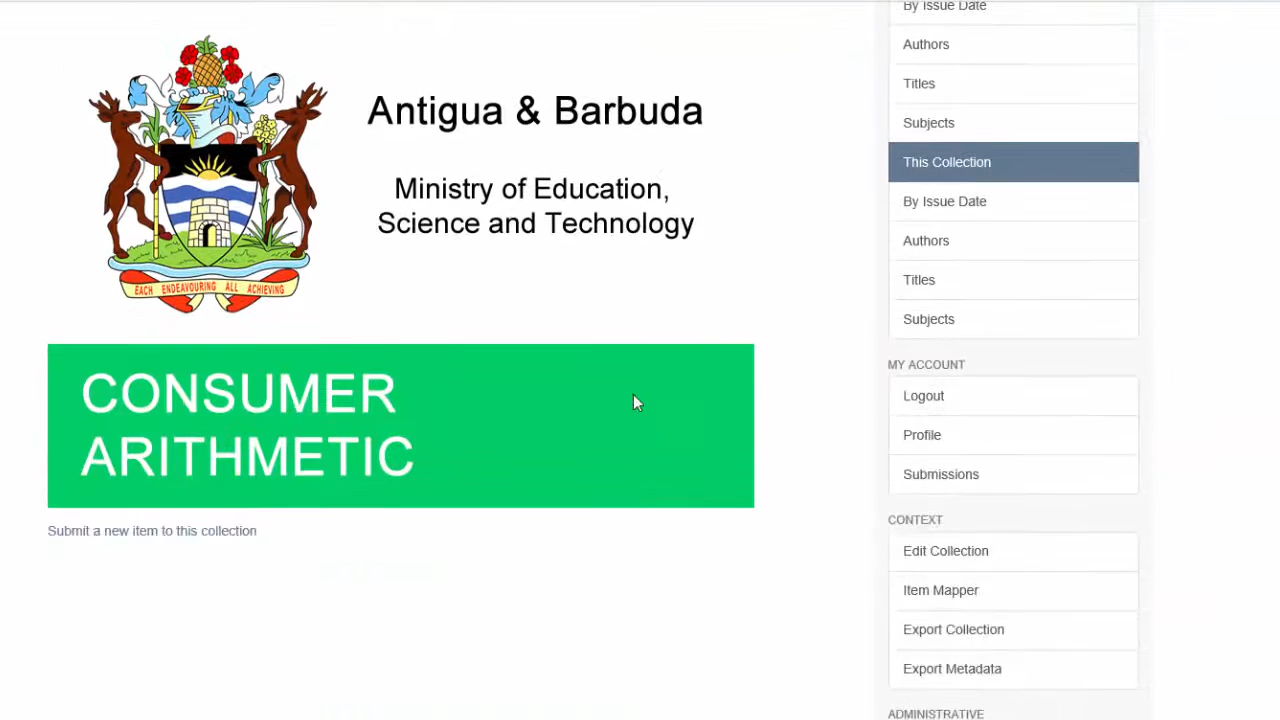 Antigua & Barbuda
Ministry of Education,
Science and Technology
EACH ENDEAVOURING ALL ACHIEVING
CONSUMER
ARITHMETIC
Submit a new item to this collection
By Issue Date
Authors
Titles
Subjects
This Collection
By Issue Date
Authors
Titles
Subjects
MY ACCOUNT
Logout
Profile
Submissions
CONTEXT
Edit Collection
Item Mapper
Export Collection
Export Metadata
ADMINISTRATIVE